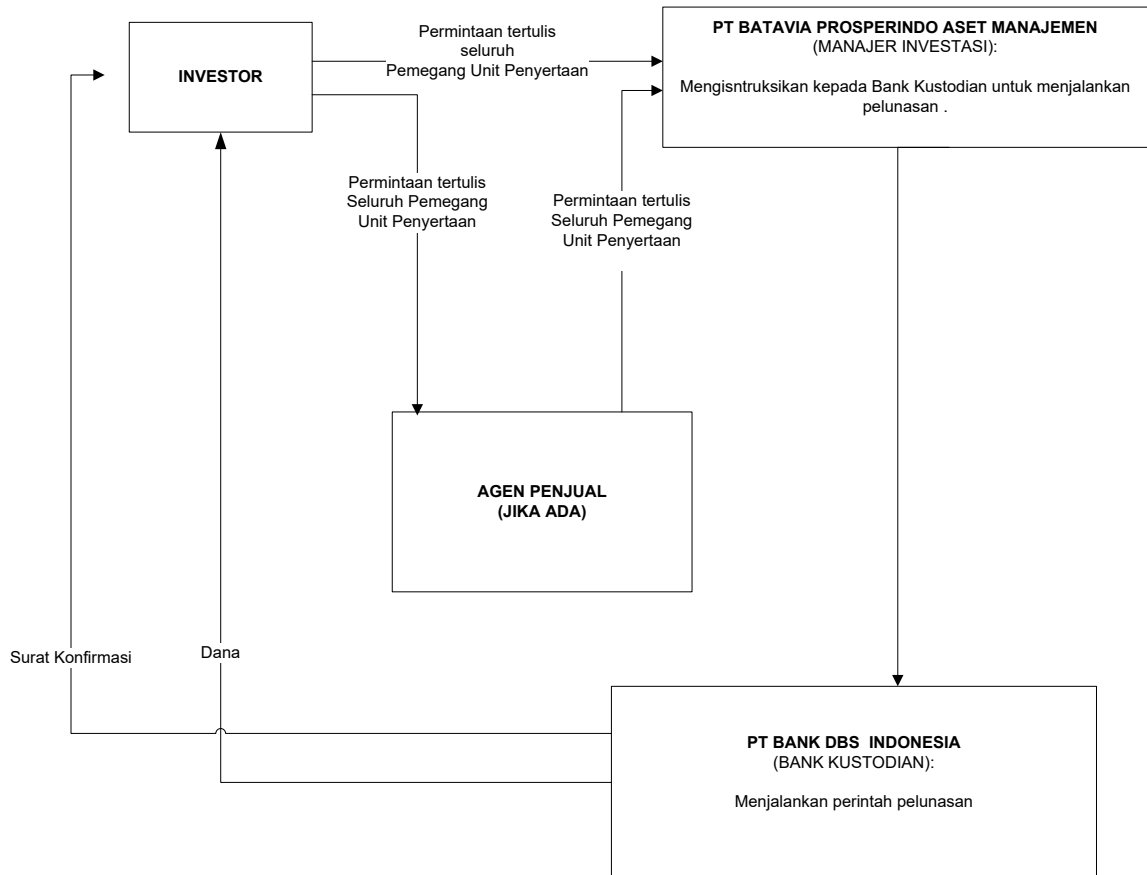 INVESTOR
Permintaan tertulis
seluruh
Pemegang Unit Penyertaan
PT BATAVIA PROSPERINDO ASET MANAJEMEN
(MANAJER INVESTASI):
Mengisntruksikan kepada Bank Kustodian untuk menjalankan
pelunasan .
Permintaan tertulis
Seluruh Pemegang
Unit Penyertaan
Permintaan tertulis
Seluruh Pemegang
Unit Penyertaan
AGEN PENJUAL
(JIKA ADA)
Surat Konfirmasi
Dana
PT BANK DBS INDONESIA
(BANK KUSTODIAN):
Menjalankan perintah pelunasan